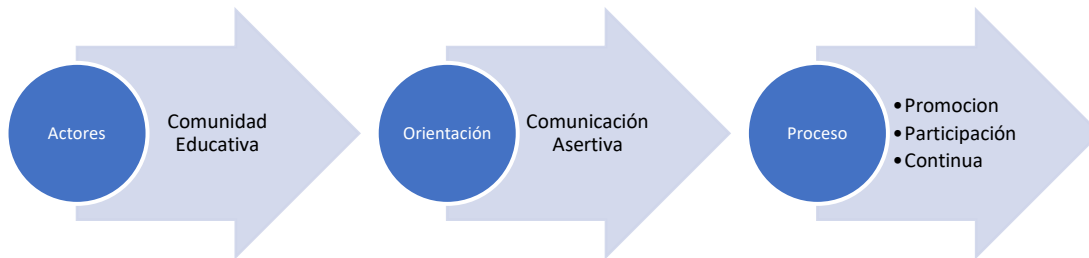 Actores
Comunidad
Educativa
Orientación
Comunicación
Asertiva
Proceso
•Promocion
•Participación
•Continua